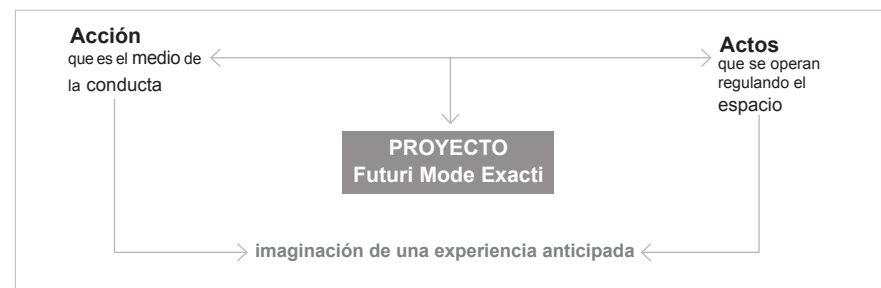 Acción
que es el medio de
la conducta
Actos
que se operan
regulando el
espacio
PROYECTO
Futuri Mode Exacti
imaginación de una experiencia anticipada